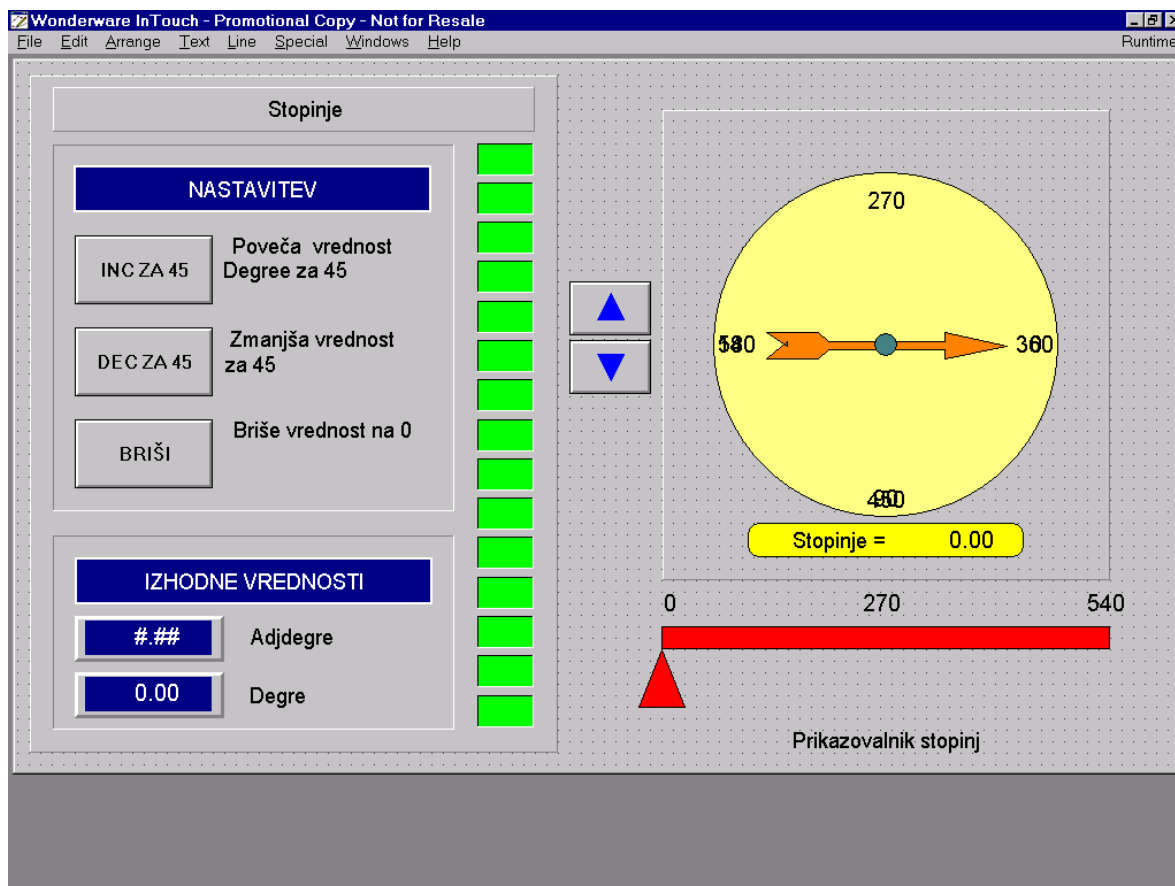 Wonderware InTouch - Promotional Copy - Not for Resale
File Edit Arrange Text Line Special Windows Help Runtime
Stopinje
NASTAVITEV
INC ZA 45
Poveča vrednost
Degree za 45
DEC ZA 45
Zmanjša vrednost
za 45
BRIŠI
Briše vrednost na 0
IZHODNE VREDNOSTI
#.## Adjdegre
0.00 Degre
270
Stopinje = 0.00
0 270 540
Prikazovalnik stopinj